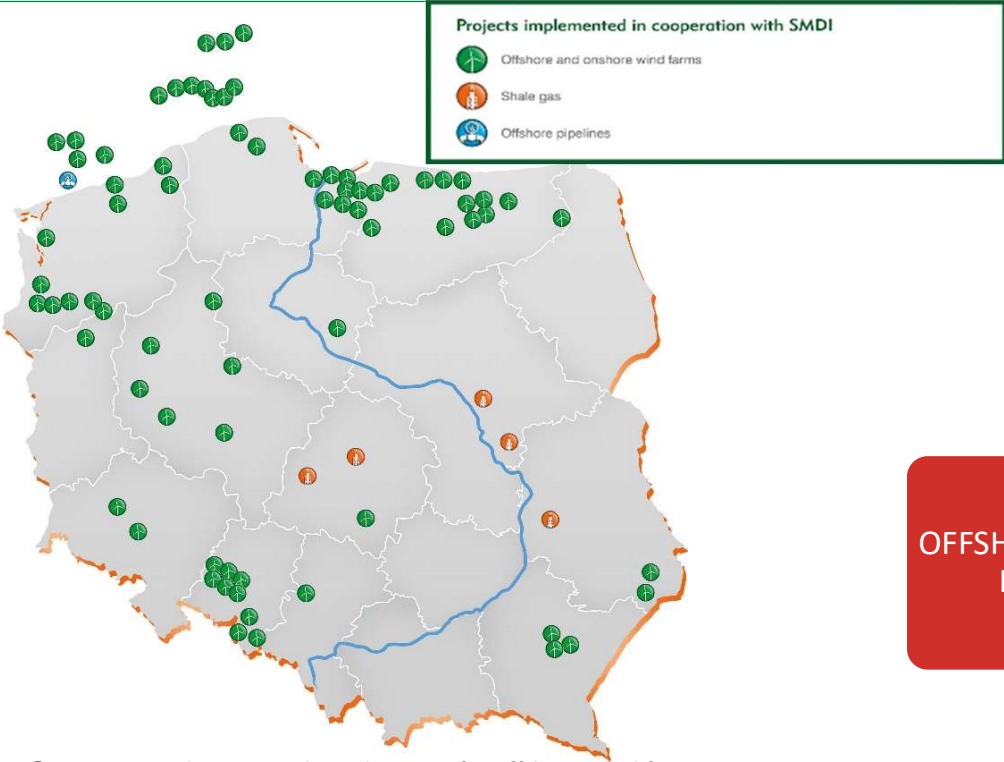 Projects implemented in cooperation with SMDI
Offshore and onshore wind farms
Shale gas
Offshore pipelines